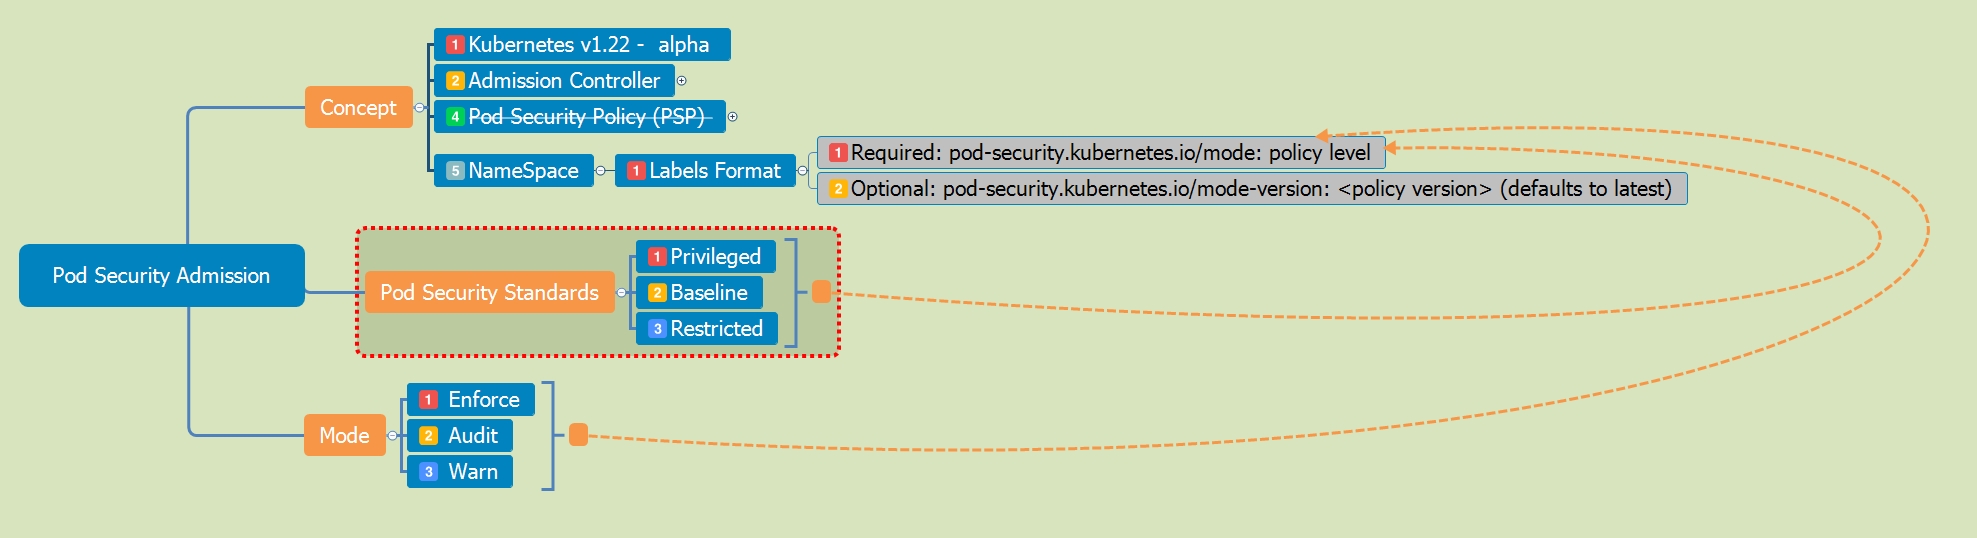 Pod Security Admission
Concept
1 Kubernetes v1.22 -  alpha
2 Admission Controller
4 Pod Security Policy (PSP)
5 NameSpace
1 Labels Format
1 Required: pod-security.kubernetes.io/mode: policy level
2 Optional: pod-security.kubernetes.io/mode-version: <policy version> (defaults to latest)
Pod Security Standards
1 Privileged
2 Baseline
3 Restricted
Mode
1 Enforce
2 Audit
3 Warn